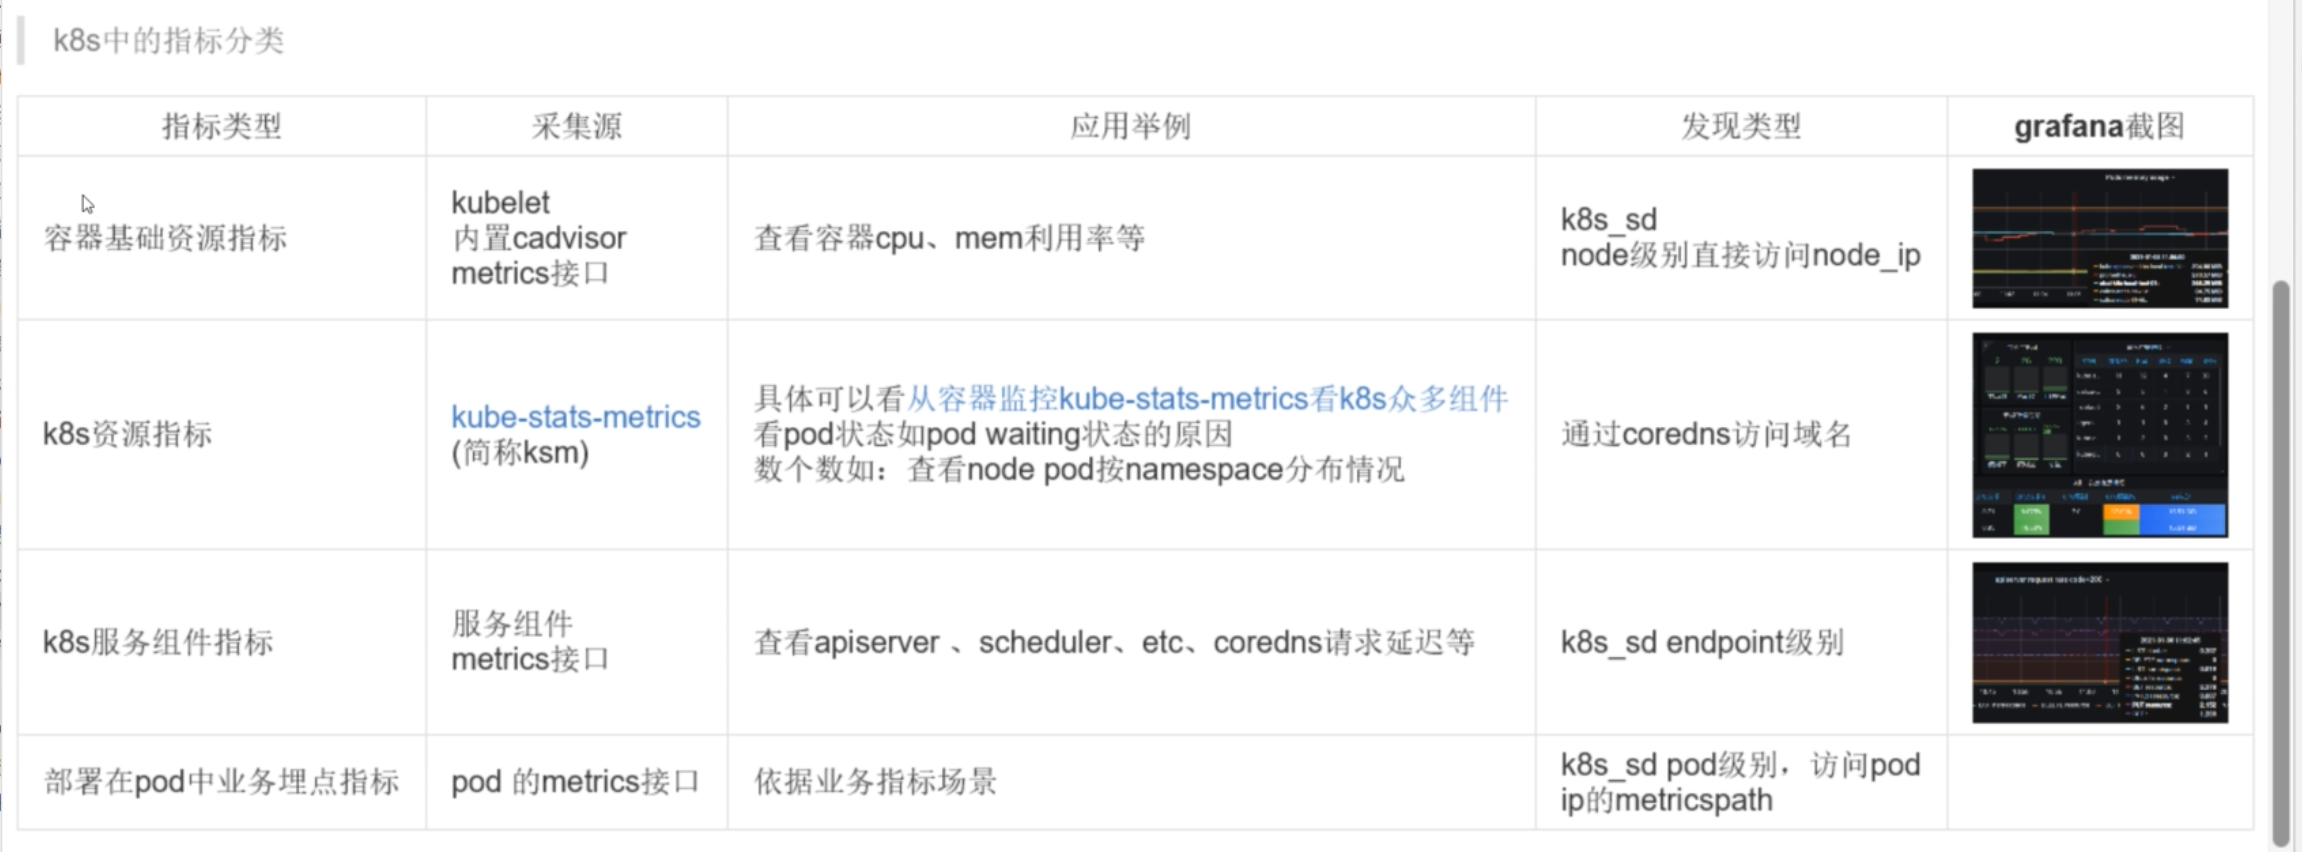 k8s中的指标分类
指标类型
采集源
应用举例
发现类型
grafana截图
容器基础资源指标
kubelet
内置cadvisor
metrics接口
查看容器cpu、mem利用率等
k8s_sd
node级别直接访问node_ip
k8s资源指标
kube-stats-metrics
(简称ksm)
具体可以看从容器监控kube-stats-metrics看k8s众多组件
看pod状态如pod waiting状态的原因
数个数如：查看node pod按namespace分布情况
通过coredns访问域名
k8s服务组件指标
服务组件
metrics接口
查看apiserver 、scheduler、etc、coredns请求延迟等
k8s_sd endpoint级别
部署在pod中业务埋点指标
pod 的metrics接口
依据业务指标场景
k8s_sd pod级别，访问pod
ip的metricspath